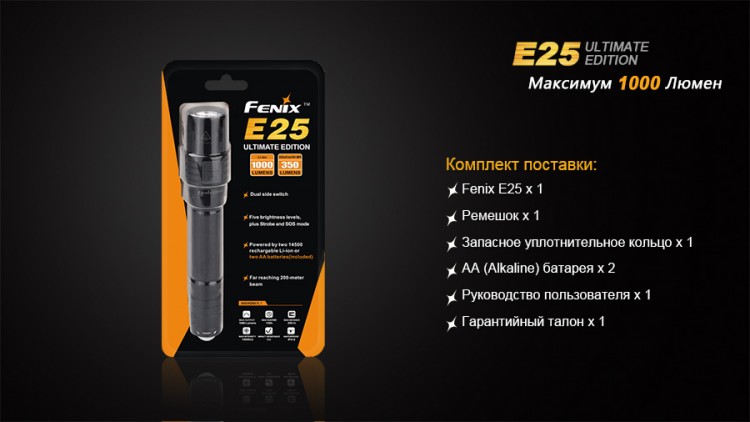 E25 ULTIMATE
EDITION
Максимум 1000 Люмен
FENIX™
E25
ULTIMATE EDITION
1000
LUMENS
350
LUMENS
Dual side switch
Five brightness levels,
plus Strobe and SOS mode
Powered by two 14500
rechargable Li-ion or
two AA batteries(included)
Far reaching 200-meter
beam
Комплект поставки:
Fenix E25 x 1
Ремешок x 1
Запасное уплотнительное кольцо x 1
AA (Alkaline) батарея x 2
Руководство пользователя x 1
Гарантийный талон x 1